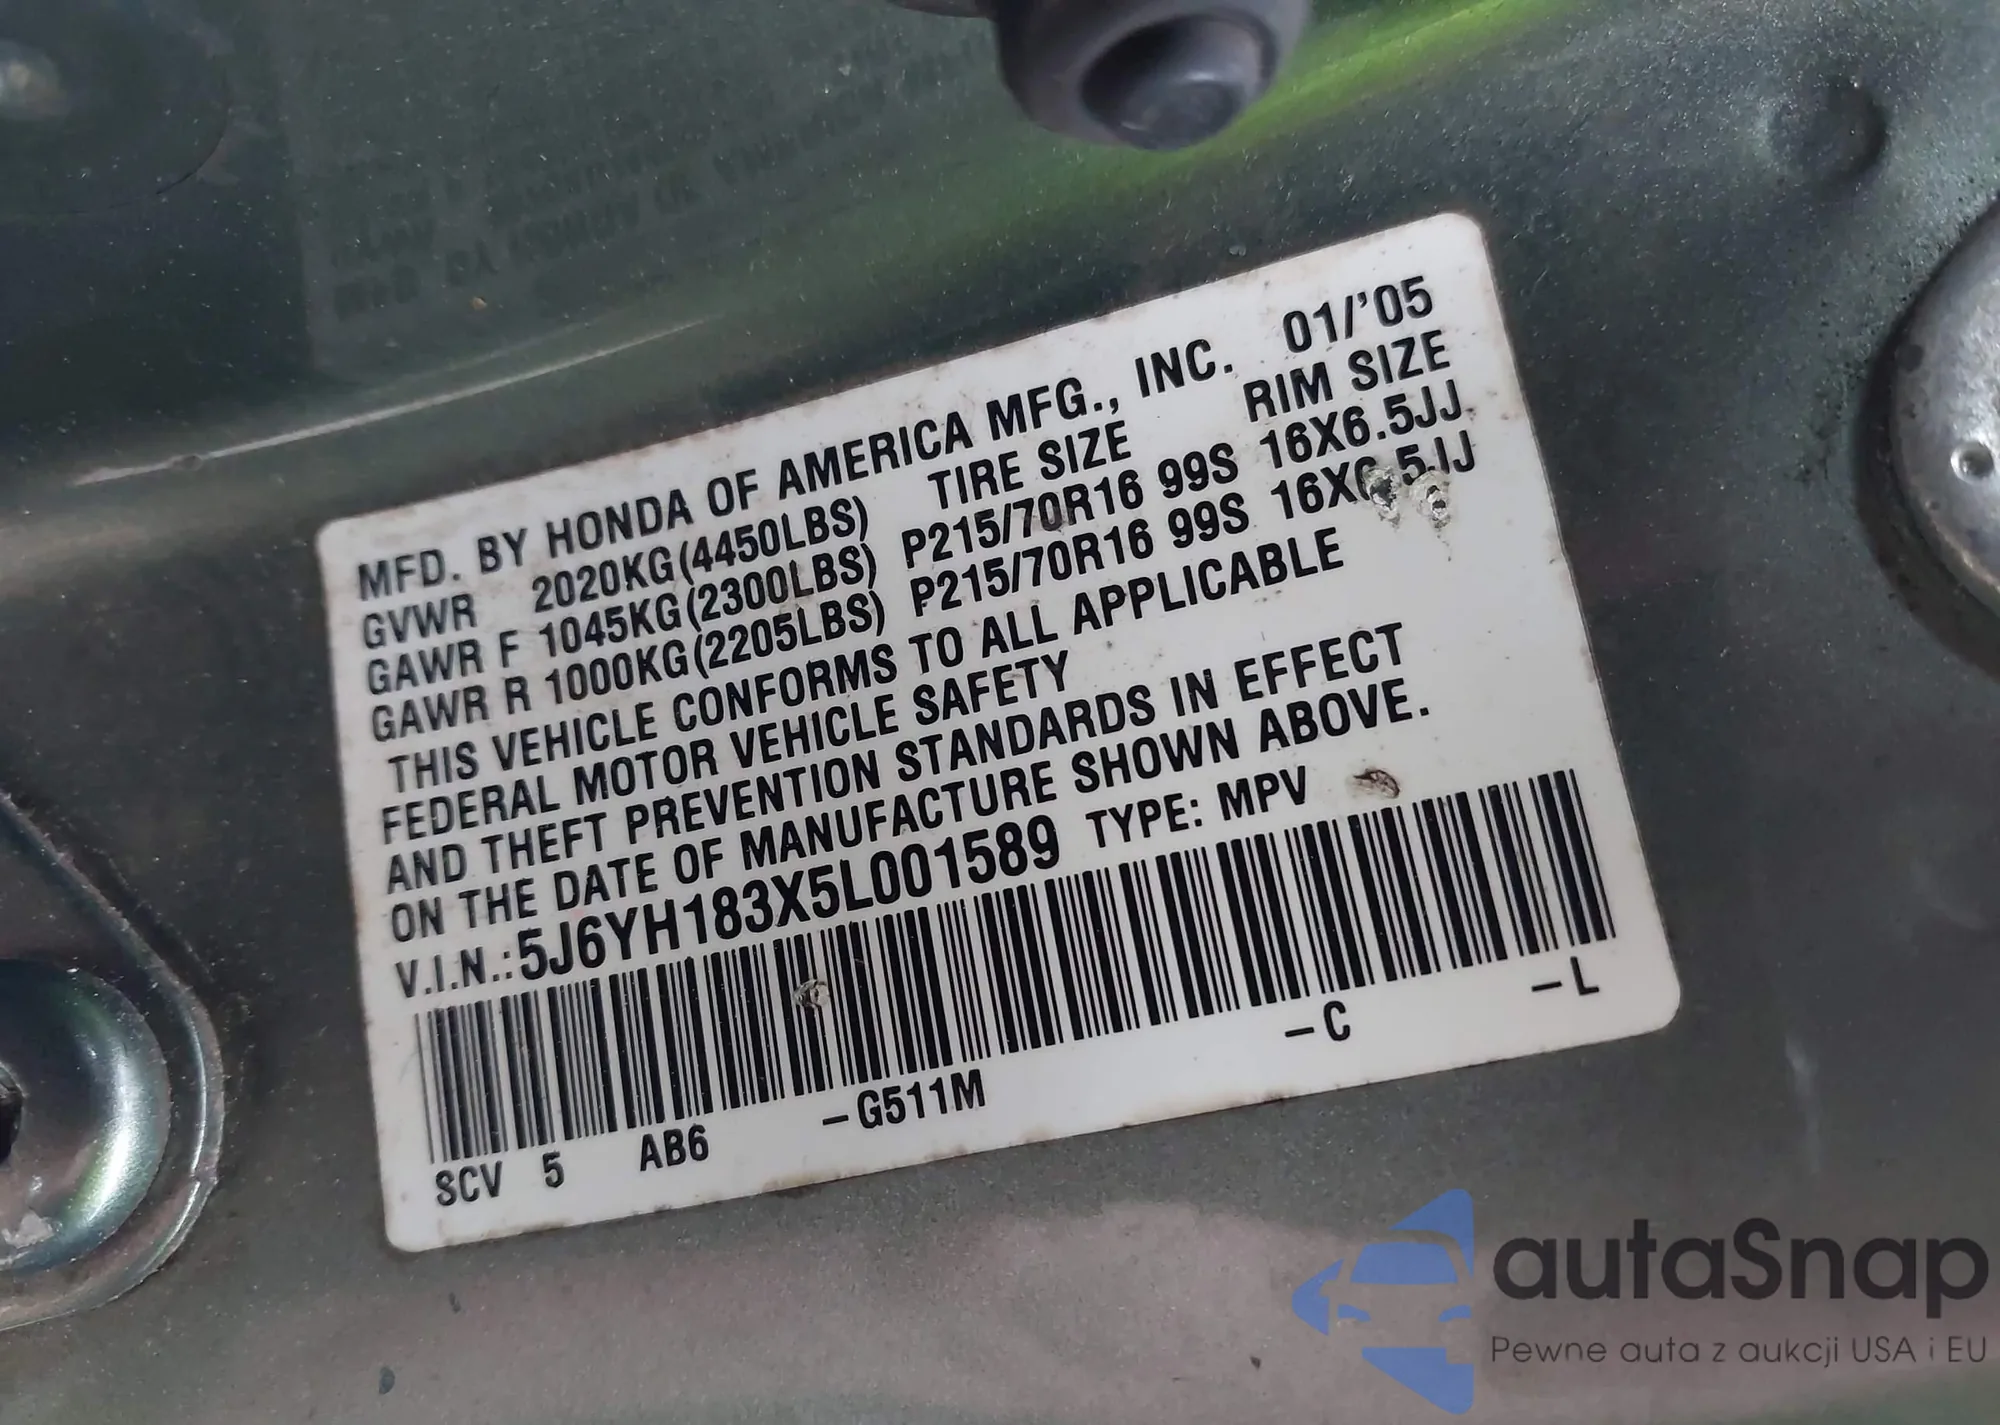 MFD. BY HONDA OF AMERICA MFG., INC. 01/'05
GVWR 2020KG(4450LBS) TIRE SIZE RIM SIZE
GAWR F 1045KG(2300LBS) P215/70R16 99S 16X6.5JJ
GAWR R 1000KG(2205LBS) P215/70R16 99S 16X6.5JJ
THIS VEHICLE CONFORMS TO ALL APPLICABLE
FEDERAL MOTOR VEHICLE SAFETY
AND THEFT PREVENTION STANDARDS IN EFFECT
ON THE DATE OF MANUFACTURE SHOWN ABOVE.
V.I.N.:5J6YH183X5L001589 TYPE: MPV
SCV 5 AB6 –G511M –C –L
autaSnap
Pewne auta z aukcji USA i EU